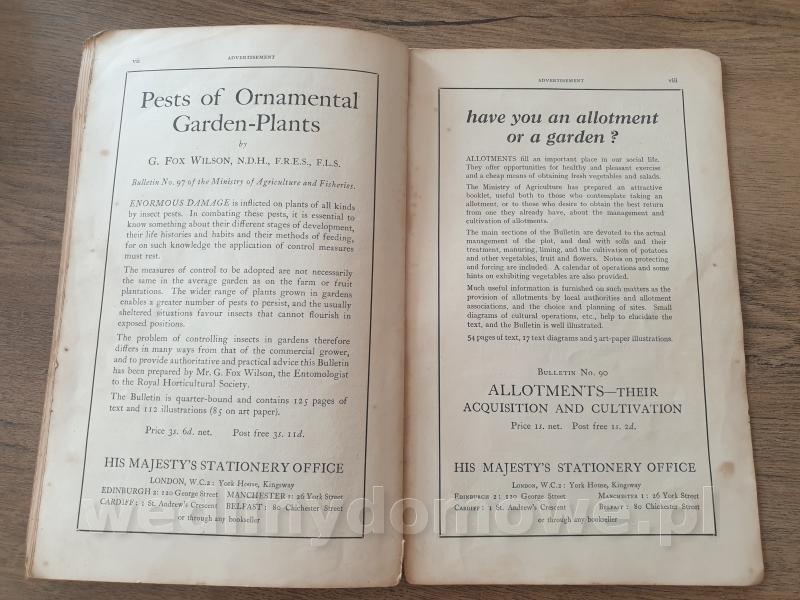 vii
ADVERTISEMENT
Pests of Ornamental
Garden-Plants
by
G. FOX WILSON, N.D.H., F.R.E.S., F.L.S.
Bulletin No. 97 of the Ministry of Agriculture and Fisheries.
ENORMOUS DAMAGE is inflicted on plants of all kinds
by insect pests. In combating these pests, it is essential to
know something about their different stages of development,
their life histories and habits and their methods of feeding,
for on such knowledge the application of control measures
must rest.
The measures of control to be adopted are not necessarily
the same in the average garden as on the farm or fruit
plantations. The wider range of plants grown in gardens
enables a greater number of pests to persist, and the usually
sheltered situations favour insects that cannot flourish in
exposed positions.
The problem of controlling insects in gardens therefore
differs in many ways from that of the commercial grower,
and to provide authoritative and practical advice this Bulletin
has been prepared by Mr. G. Fox Wilson, the Entomologist
to the Royal Horticultural Society.
The Bulletin is quarter-bound and contains 125 pages of
text and 112 illustrations (85 on art paper).
Price 3s. 6d. net. Post free 3s. 11d.
HIS MAJESTY'S STATIONERY OFFICE
LONDON, W.C.2: York House, Kingsway
EDINBURGH 2: 120 George Street MANCHESTER 1: 26 York Street
CARDIFF: 1 St. Andrew's Crescent BELFAST: 80 Chichester Street
or through any bookseller
ADVERTISEMENT
viii
have you an allotment
or a garden ?
ALLOTMENTS fill an important place in our social life.
They offer opportunities for healthy and pleasant exercise
and a cheap means of obtaining fresh vegetables and salads.
The Ministry of Agriculture has prepared an attractive
booklet, useful both to those who contemplate taking an
allotment, or to those who desire to obtain the best return
from one they already have, about the management and
cultivation of allotments.
The main sections of the Bulletin are devoted to the actual
management of the plot, and deal with soils and their
treatment, manuring, liming, and the cultivation of potatoes
and other vegetables, fruit and flowers. Notes on protecting
and forcing are included. A calendar of operations and some
hints on exhibiting vegetables are also provided.
Much useful information is furnished on such matters as the
provision of allotments by local authorities and allotment
associations, and the choice and planning of sites. Small
diagrams of cultural operations, etc., help to elucidate the
text, and the Bulletin is well illustrated.
54 pages of text, 27 text diagrams and 5 art-paper illustrations.
BULLETIN NO. 90
ALLOTMENTS—THEIR
ACQUISITION AND CULTIVATION
Price 1s. net. Post free 1s. 2d.
HIS MAJESTY'S STATIONERY OFFICE
LONDON, W.C.2: York House, Kingsway
EDINBURGH 2: 120 George Street MANCHESTER 1: 26 York Street
CARDIFF: 1 St. Andrew's Crescent BELFAST: 80 Chichester Street
or through any bookseller